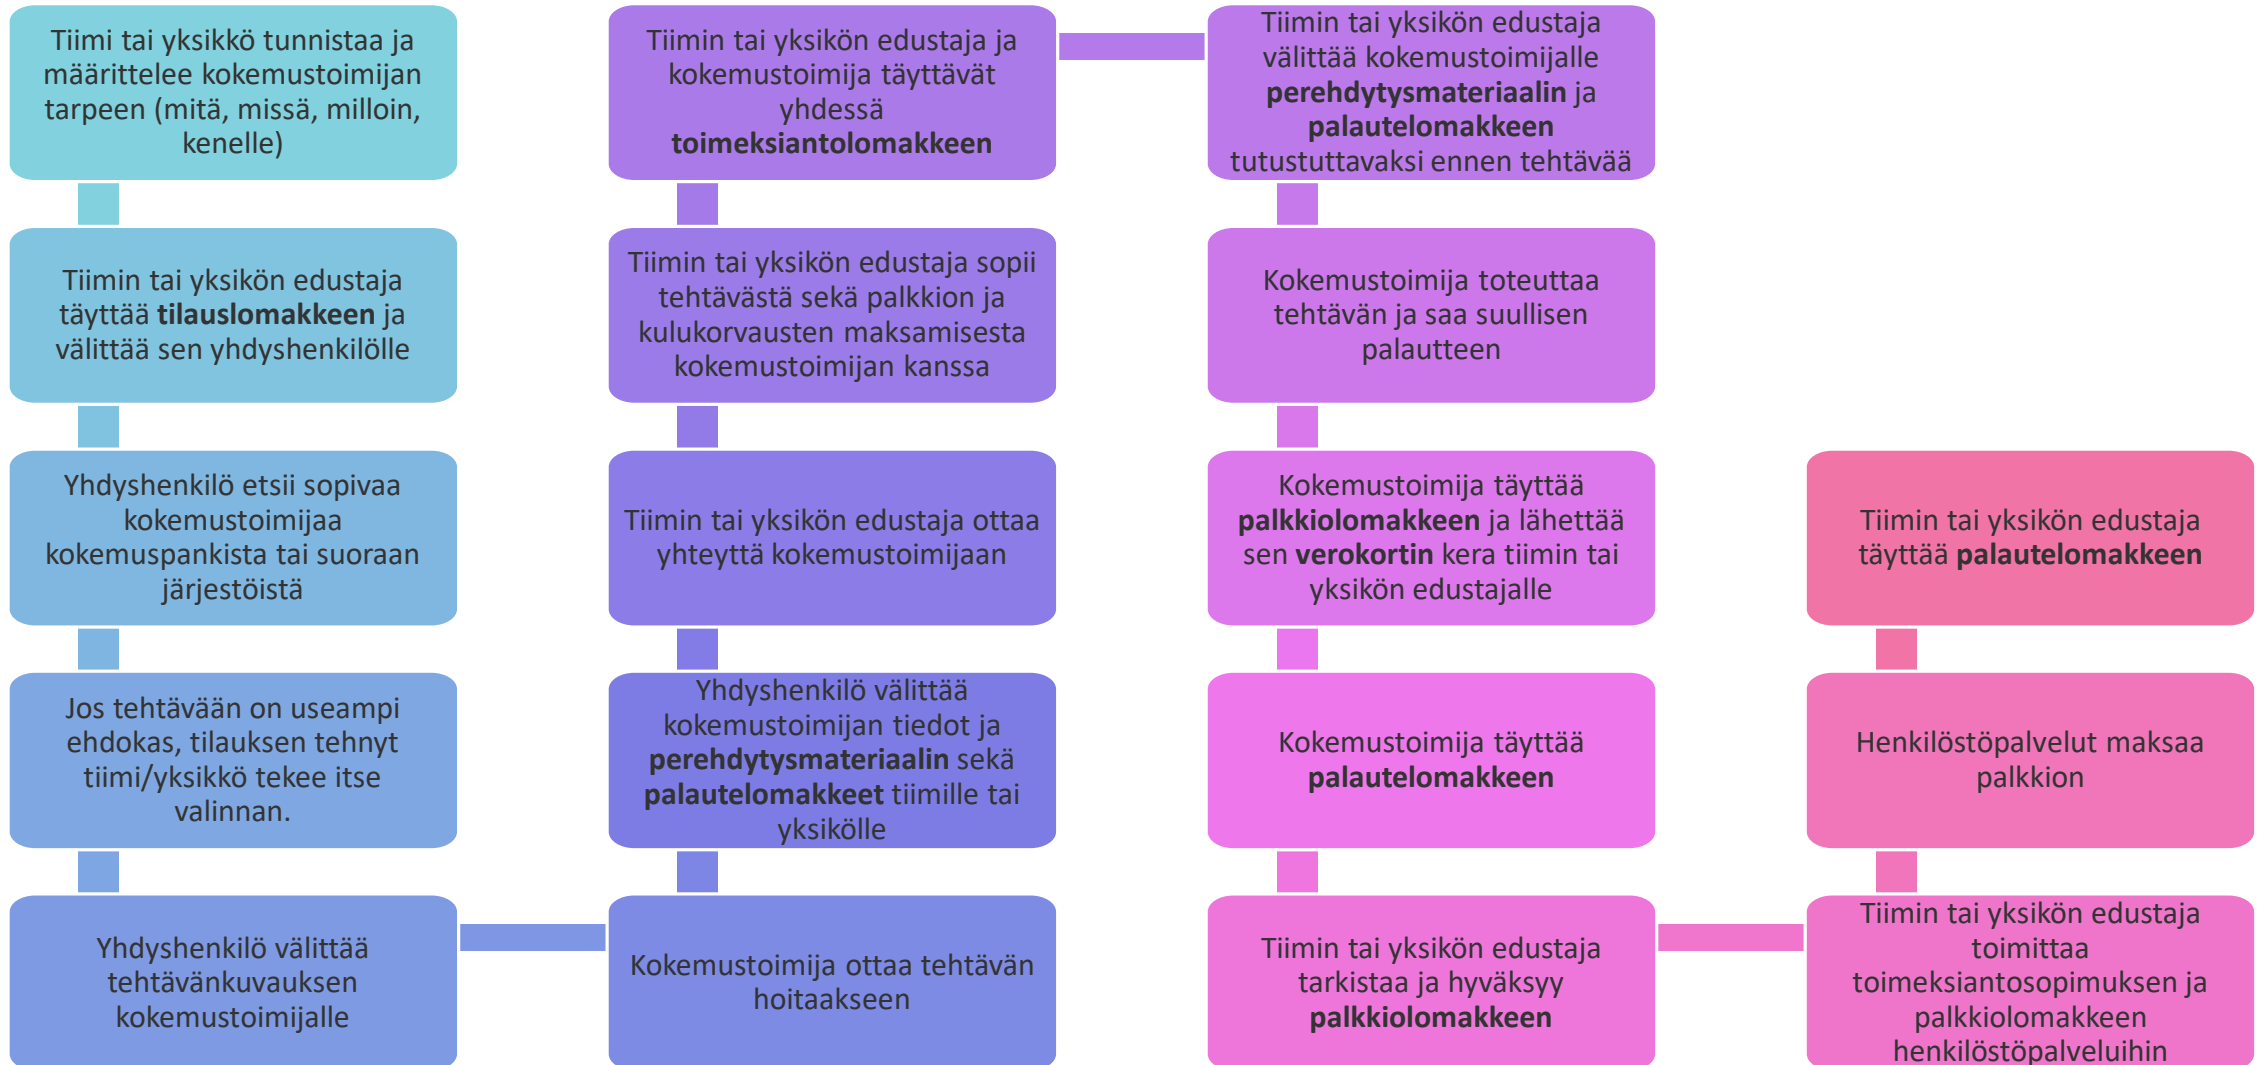 Tiimi tai yksikkö tunnistaa ja
määrittelee kokemustoimijan
tarpeen (mitä, missä, milloin,
kenelle)
Tiimin tai yksikön edustaja
täyttää tilauslomakkeen ja
välittää sen yhdyshenkilölle
Yhdyshenkilö etsii sopivaa
kokemustoimijaa
kokemuspankista tai suoraan
järjestöistä
Jos tehtävään on useampi
ehdokas, tilauksen tehnyt
tiimi/yksikkö tekee itse
valinnan.
Yhdyshenkilö välittää
tehtävänkuvauksen
kokemustoimijalle
Kokemustoimija ottaa tehtävän
hoitaakseen
Yhdyshenkilö välittää
kokemustoimijan tiedot ja
perehdytysmateriaalin sekä
palautelomakkeet tiimille tai
yksikölle
Tiimin tai yksikön edustaja ottaa
yhteyttä kokemustoimijaan
Tiimin tai yksikön edustaja sopii
tehtävästä sekä palkkion ja
kulukorvausten maksamisesta
kokemustoimijan kanssa
Tiimin tai yksikön edustaja ja
kokemustoimija täyttävät
yhdessä
toimeksiantolomakkeen
Tiimin tai yksikön edustaja
välittää kokemustoimijalle
perehdytysmateriaalin ja
palautelomakkeen
tutustuttavaksi ennen tehtävää
Kokemustoimija toteuttaa
tehtävän ja saa suullisen
palautteen
Kokemustoimija täyttää
palkkiolomakkeen ja lähettää
sen verokortin kera tiimin tai
yksikön edustajalle
Kokemustoimija täyttää
palautelomakkeen
Tiimin tai yksikön edustaja
tarkistaa ja hyväksyy
palkkiolomakkeen
Tiimin tai yksikön edustaja
toimittaa
toimeksiantosopimuksen ja
palkkiolomakkeen
henkilöstöpalveluihin
Henkilöstöpalvelut maksaa
palkkion
Tiimin tai yksikön edustaja
täyttää palautelomakkeen